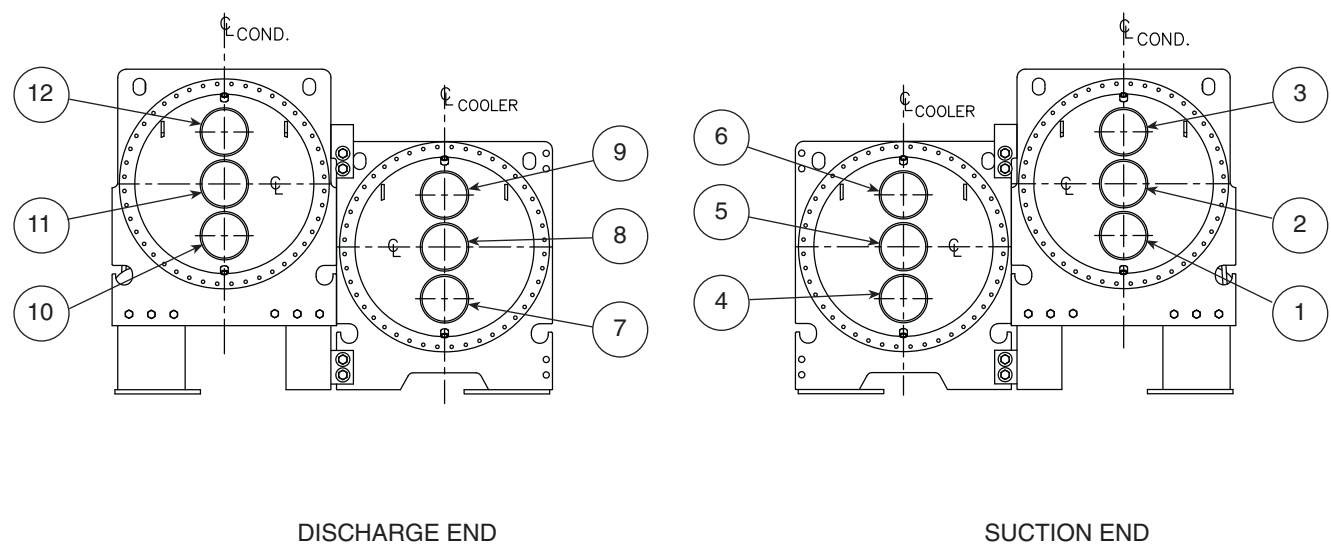 ℄ COND.
℄ COND.
12
℄ COOLER
℄ COOLER
3
9
6
℄
℄
11
8
5
2
℄
℄
10
7
4
1
DISCHARGE END
SUCTION END